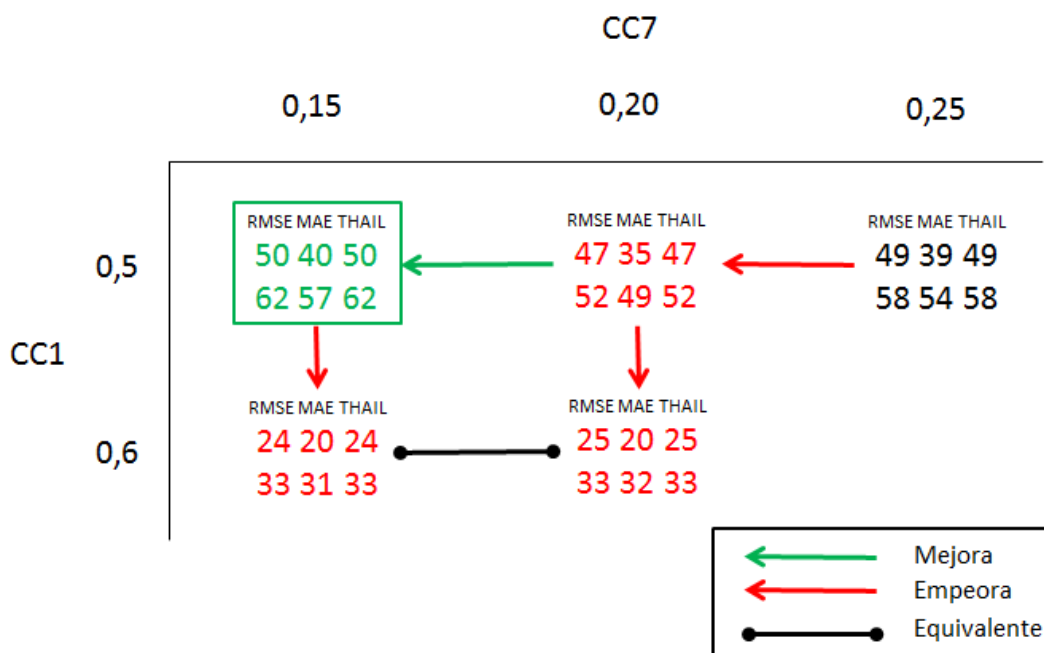 CC7
0,15 0,20 0,25
RMSE MAE THAIL RMSE MAE THAIL RMSE MAE THAIL
0,5 50 40 50 47 35 47 49 39 49
62 57 62 52 49 52 58 54 58
CC1
RMSE MAE THAIL RMSE MAE THAIL
0,6 24 20 24 25 20 25
33 31 33 33 32 33
Mejora
Empeora
Equivalente